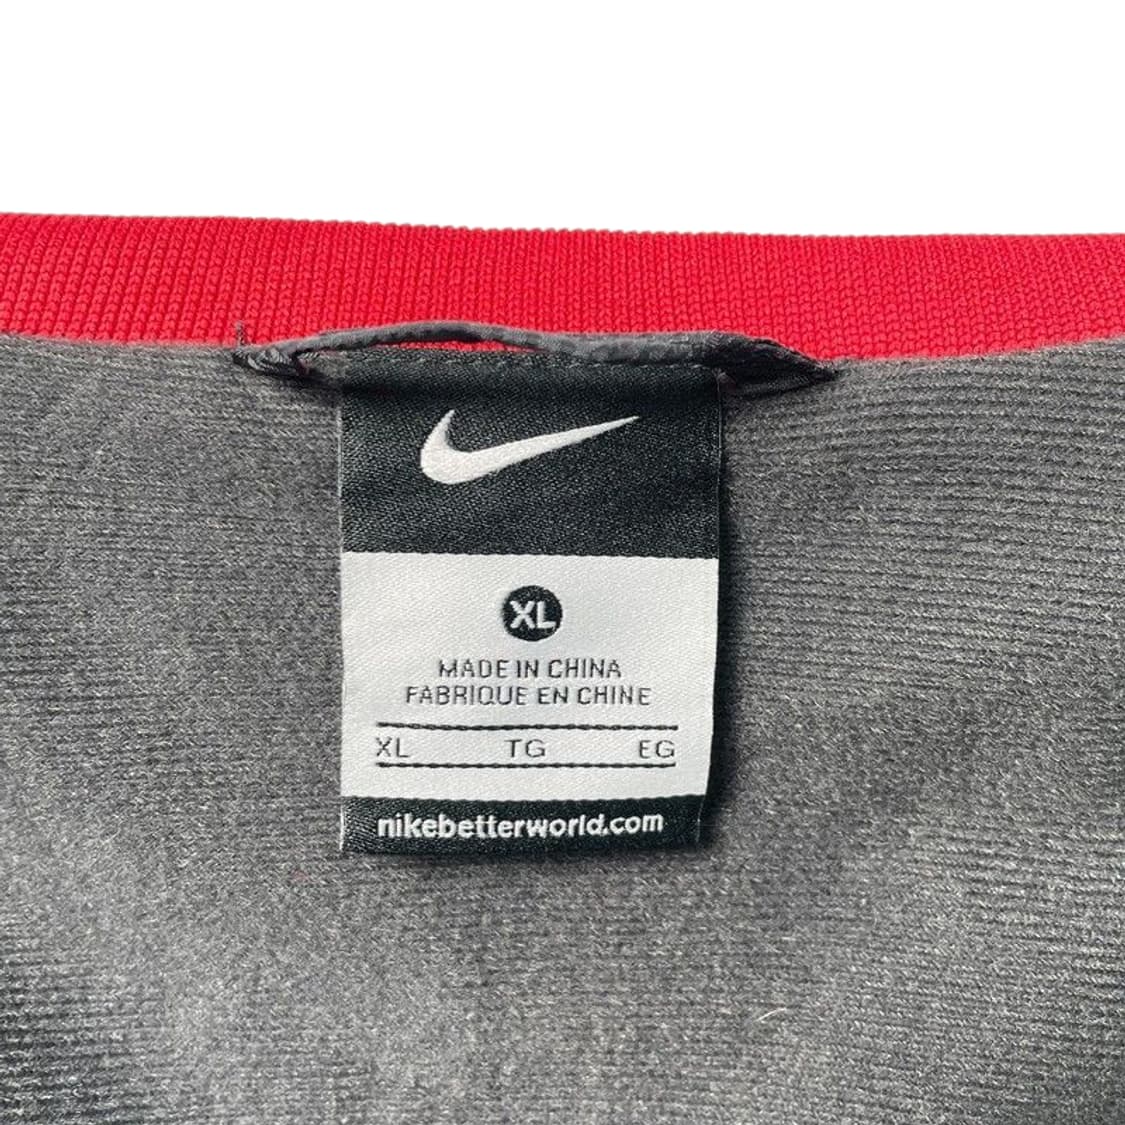 XL
MADE IN CHINA
FABRIQUE EN CHINE
XL TG EG
nikebetterworld.com